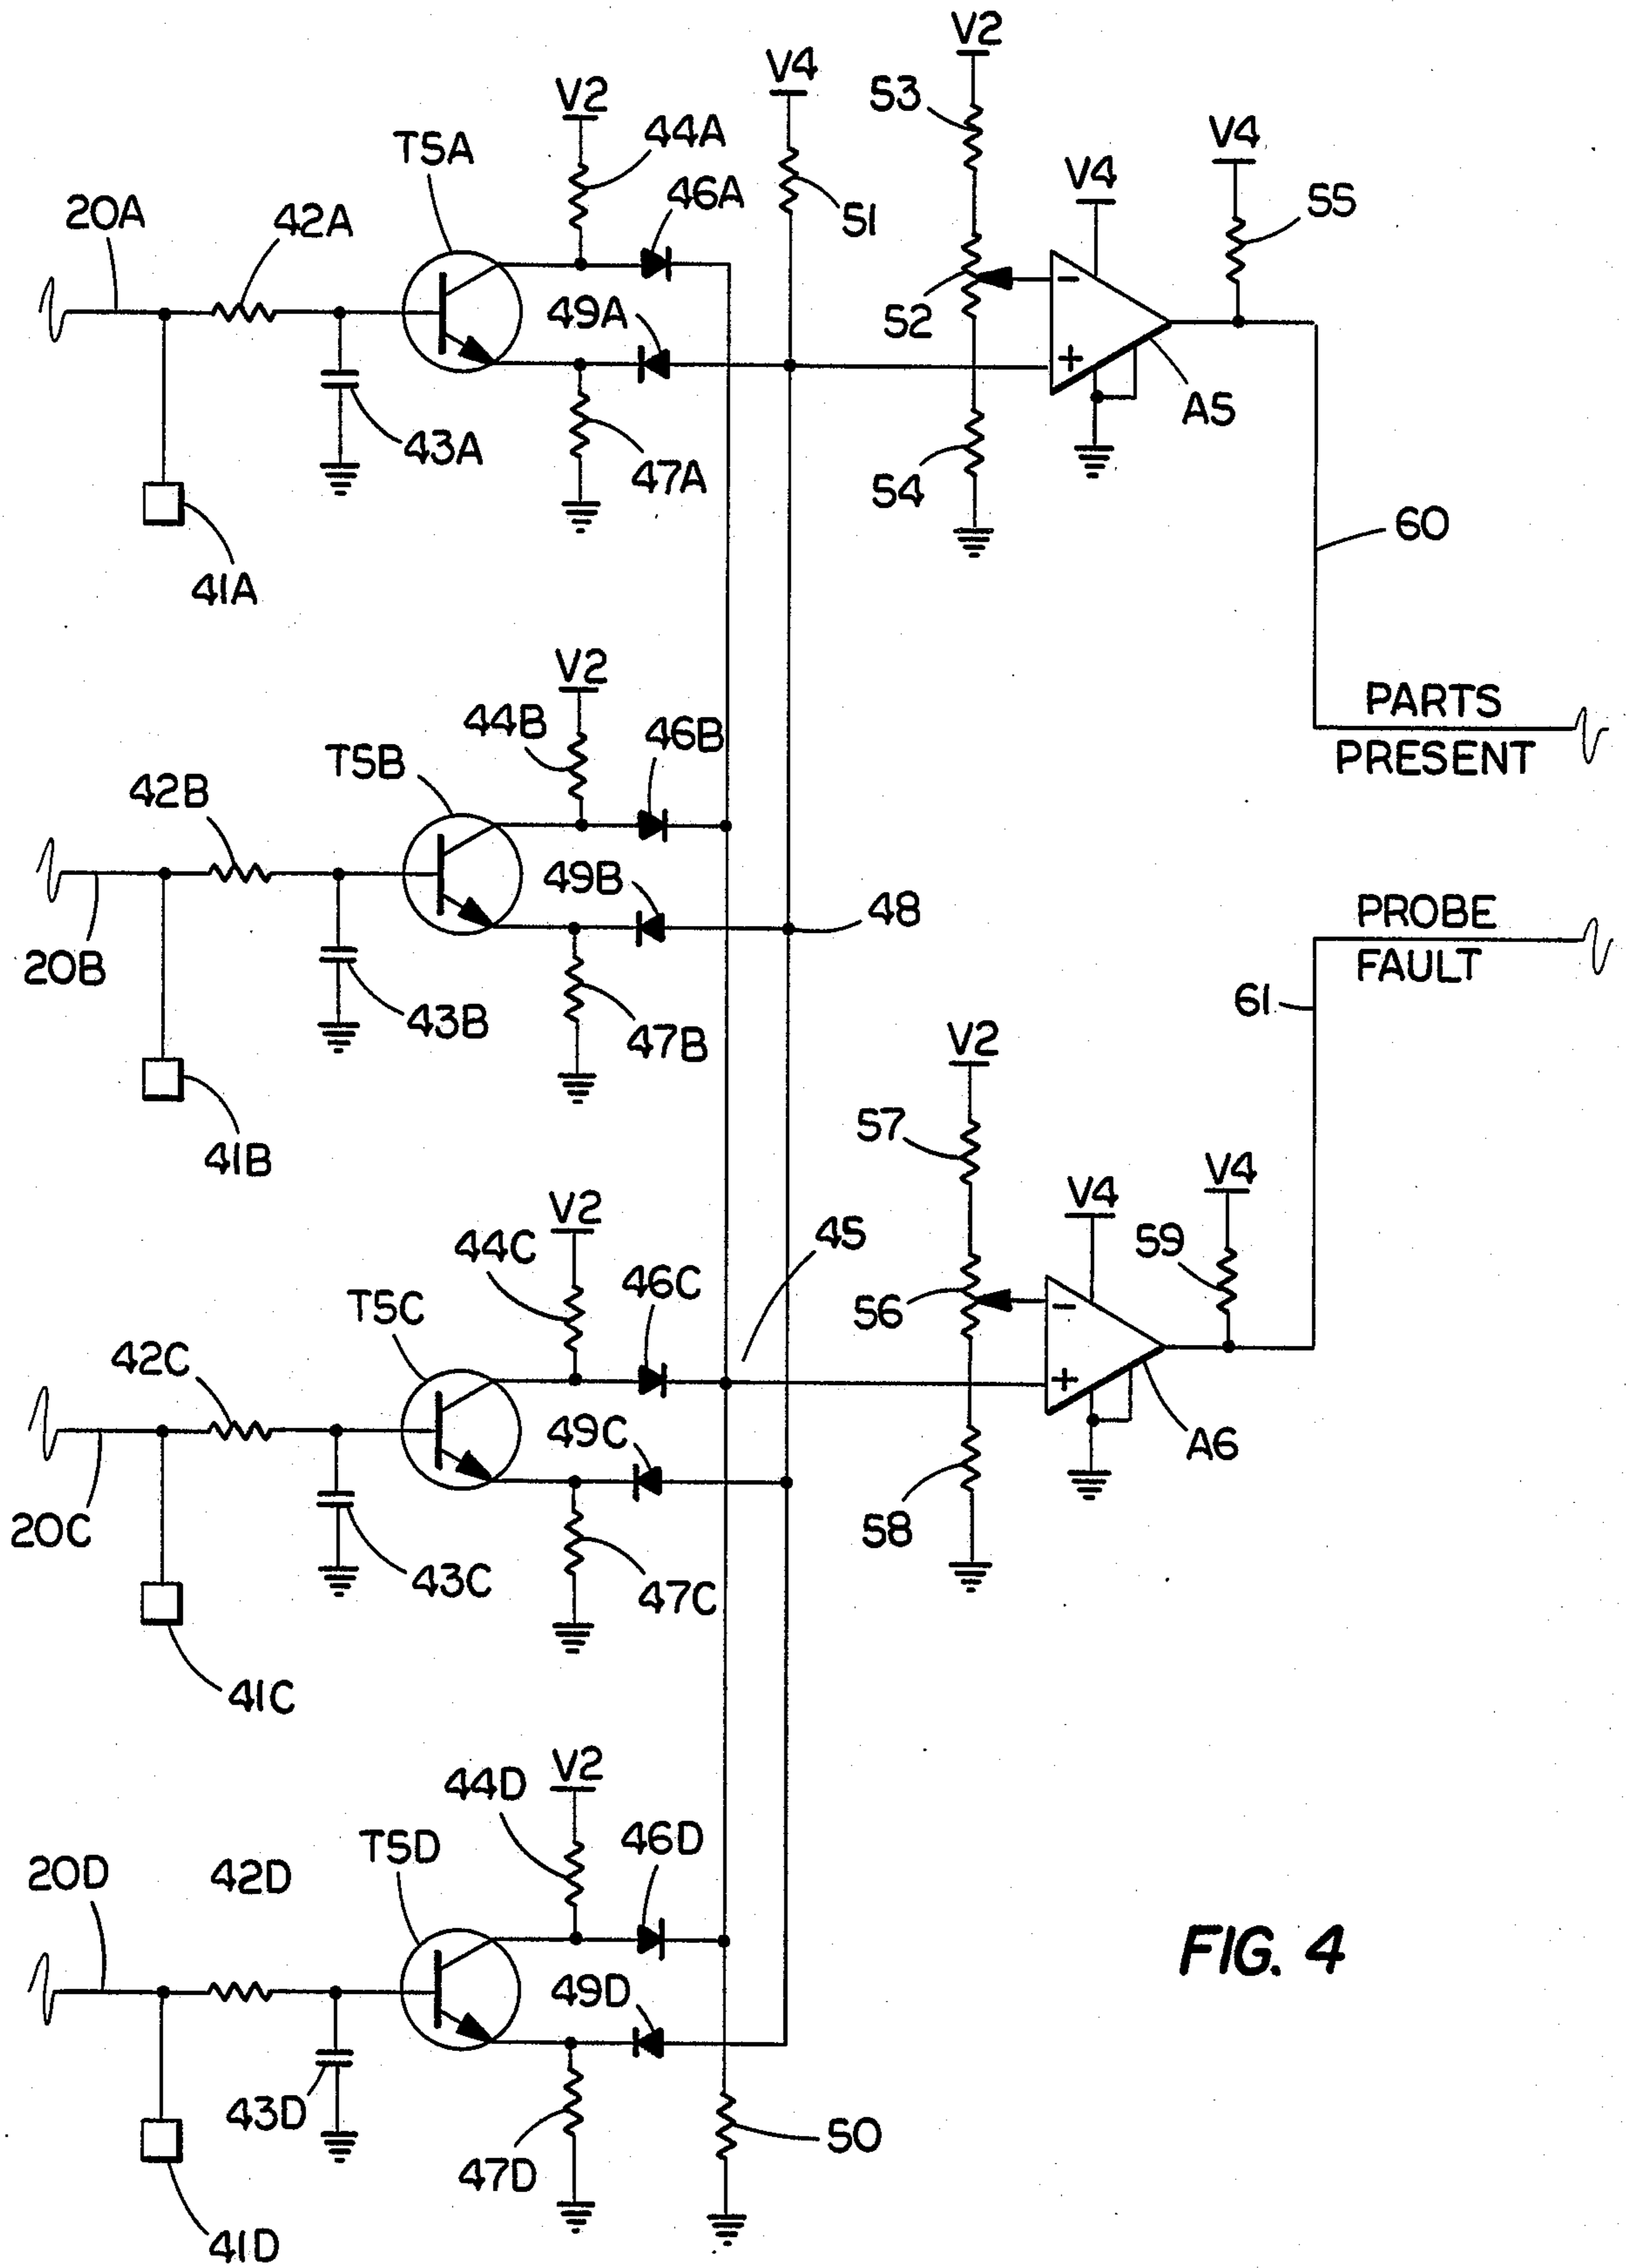 V2
V4
53
V2
V4
T5A
44A
V4
55
46A
51
20A
42A
49A
52
-
+
A5
43A
47A
54
60
41A
V2
PARTS
44B
46B
T5B
PRESENT
42B
49B
48
PROBE
20B
FAULT
43B
61
47B
V2
57
41B
V4
V4
V2
44C
45
59
46C
T5C
56
-
42C
+
49C
A6
20C
58
43C
47C
41C
V2
44D
46D
T5D
20D
42D
FIG. 4
49D
43D
50
47D
41D